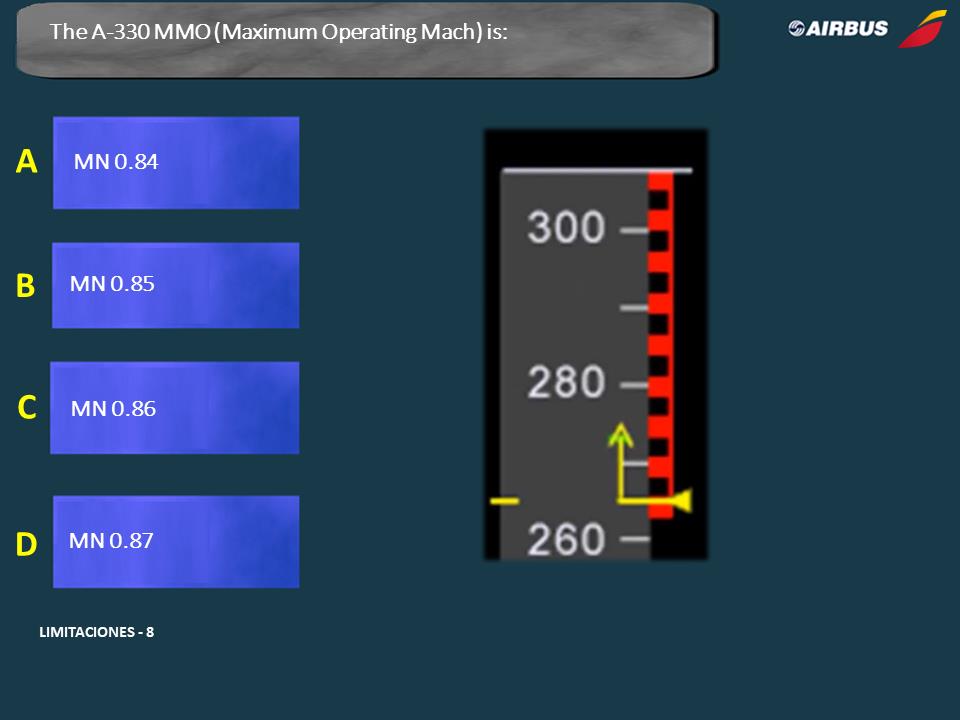 The A-330 MMO (Maximum Operating Mach) is:
AIRBUS
A
MN 0.84
B
MN 0.85
C
MN 0.86
D
MN 0.87
300
280
260
LIMITACIONES - 8